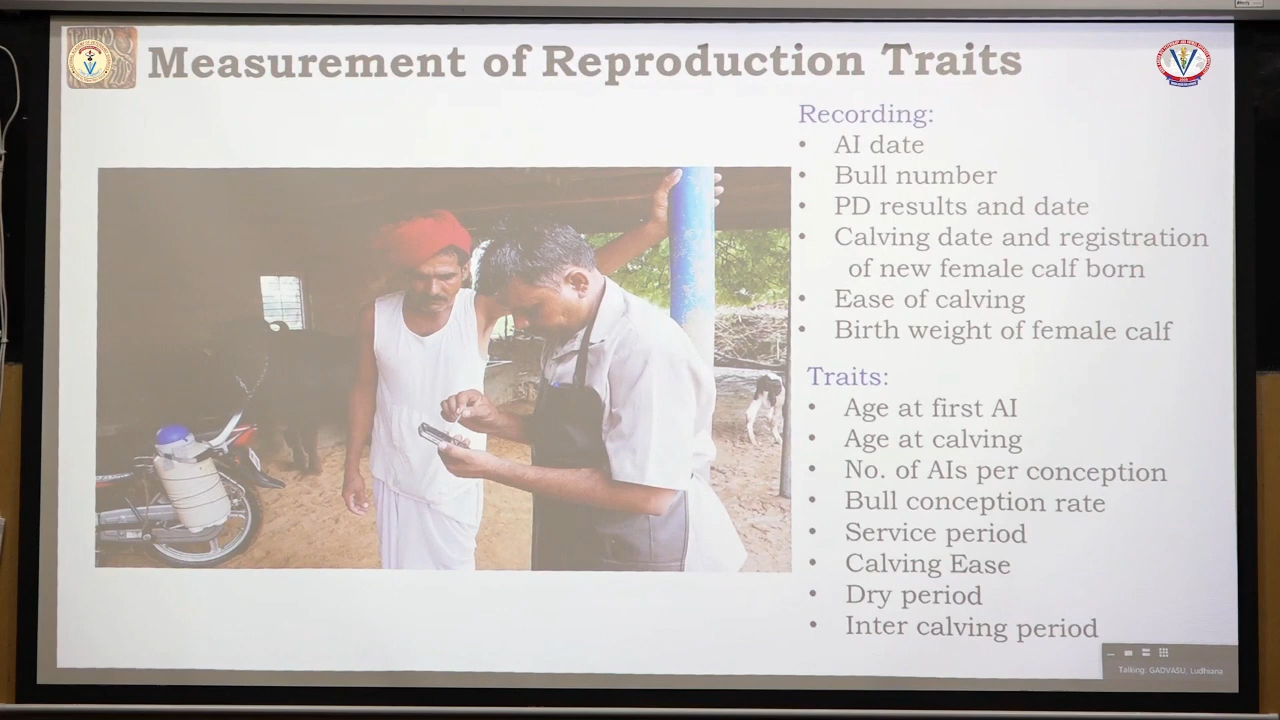 Measurement of Reproduction Traits
Recording:
• AI date
• Bull number
• PD results and date
• Calving date and registration
of new female calf born
• Ease of calving
• Birth weight of female calf
Traits:
• Age at first AI
• Age at calving
• No. of AIs per conception
• Bull conception rate
• Service period
• Calving Ease
• Dry period
• Inter calving period
Talking: GADVASU, Ludhiana